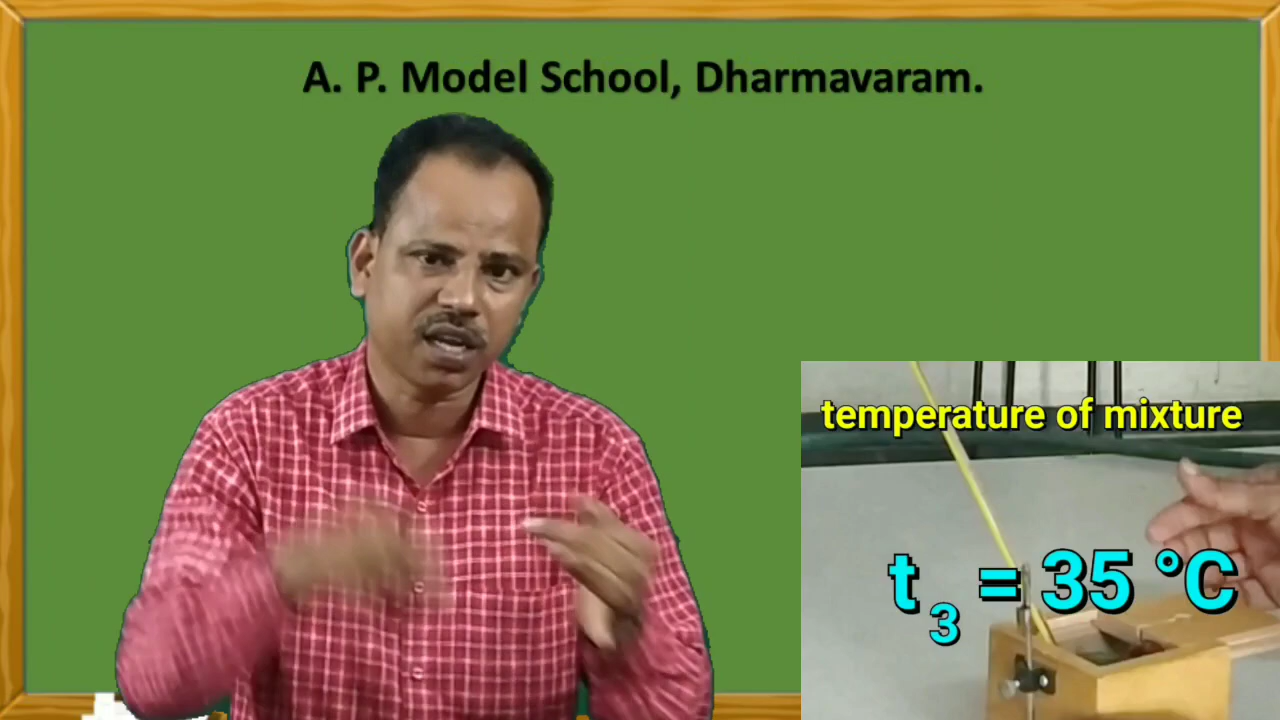 A. P. Model School, Dharmavaram.
temperature of mixture
t₃ = 35 °C